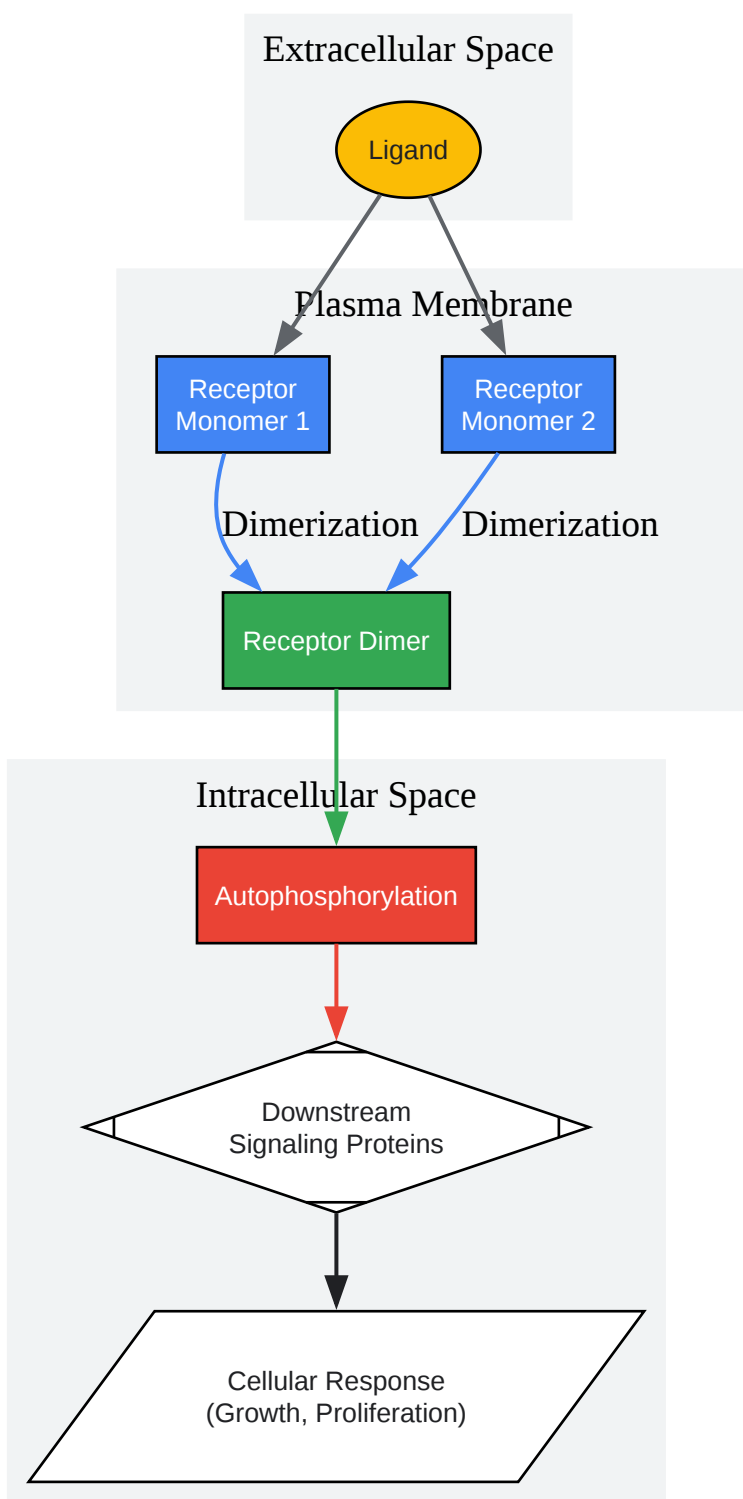 Extracellular Space
Ligand
Plasma Membrane
Receptor
Monomer 1
Receptor
Monomer 2
Dimerization
Dimerization
Receptor Dimer
Intracellular Space
Autophosphorylation
Downstream
Signaling Proteins
Cellular Response
(Growth, Proliferation)